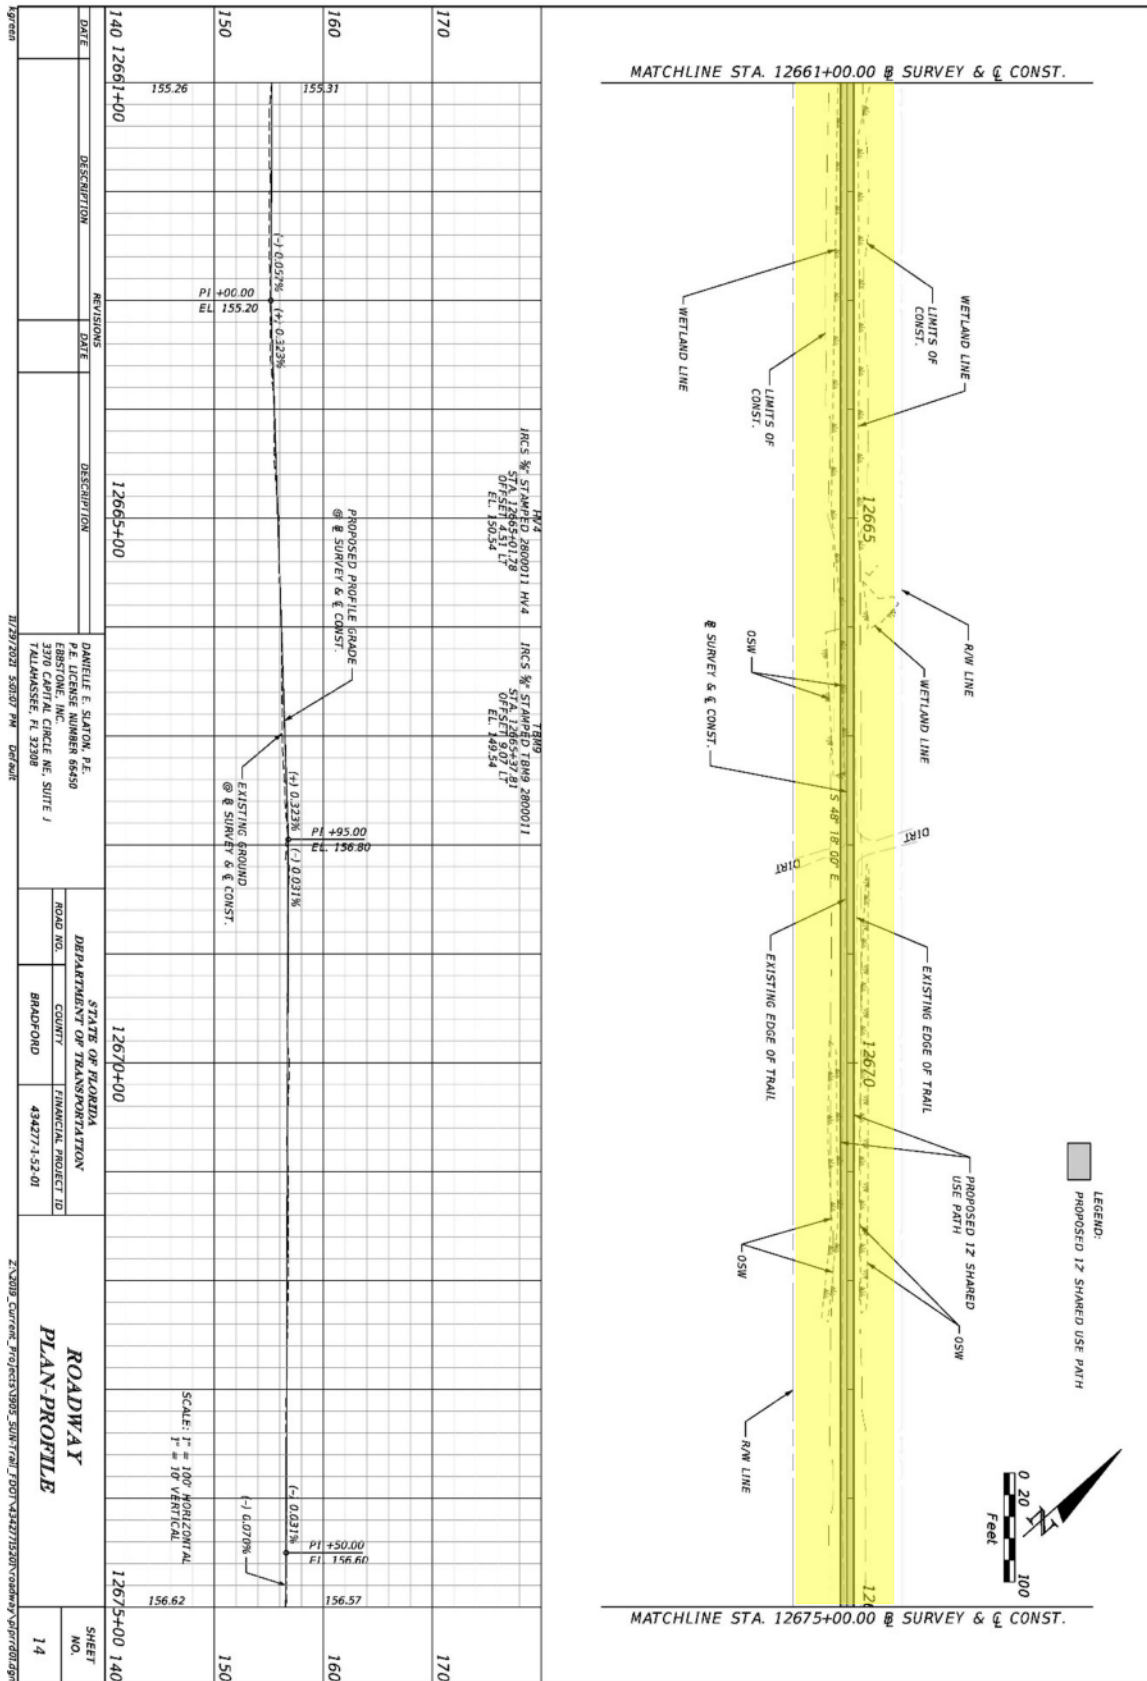 MATCHLINE STA. 12661+00.00 ℄ SURVEY & ℄ CONST.
WETLAND LINE
LIMITS OF
CONST.
LIMITS OF
CONST.
WETLAND LINE
12665
R/W LINE
WETLAND LINE
OSW
℄ SURVEY & ℄ CONST.
S 48° 18' 00" E
DIRT
DIRT
EXISTING EDGE OF TRAIL
EXISTING EDGE OF TRAIL
12670
PROPOSED 12' SHARED
USE PATH
OSW
OSW
R/W LINE
LEGEND:
PROPOSED 12' SHARED USE PATH
N
0 20 100
Feet
MATCHLINE STA. 12675+00.00 ℄ SURVEY & ℄ CONST.
170
160
150
140
170
160
150
140
155.31
155.26
(-) 0.057%
(+) 0.323%
PI +00.00
EL. 155.20
HV4
IRCS ⅝" STAMPED 2800011 HV4
STA. 12665+01.78
OFFSET 4.51 LT
EL. 150.54
TBM9
IRCS ⅝" STAMPED TBM9 2800011
STA. 12665+37.81
OFFSET 9.07 LT
EL. 149.54
PROPOSED PROFILE GRADE
@ ℄ SURVEY & ℄ CONST.
EXISTING GROUND
@ ℄ SURVEY & ℄ CONST.
(+) 0.323%
(-) 0.031%
PI +95.00
EL. 156.80
(-) 0.031%
(-) 0.070%
PI +50.00
EL. 156.60
156.57
156.62
SCALE: 1" = 100' HORIZONTAL
1" = 10' VERTICAL
12661+00
12665+00
12670+00
12675+00
REVISIONS
DATE
DESCRIPTION
DATE
DESCRIPTION
DANIELLE E. SLATON, P.E.
P.E. LICENSE NUMBER 66450
EBBSTONE, INC.
3370 CAPITAL CIRCLE NE, SUITE J
TALLAHASSEE, FL 32308
STATE OF FLORIDA
DEPARTMENT OF TRANSPORTATION
ROAD NO.
COUNTY
FINANCIAL PROJECT ID
BRADFORD
434277-1-52-01
ROADWAY
PLAN-PROFILE
SHEET
NO.
14
kgreen
11/29/2021 5:01:07 PM Default